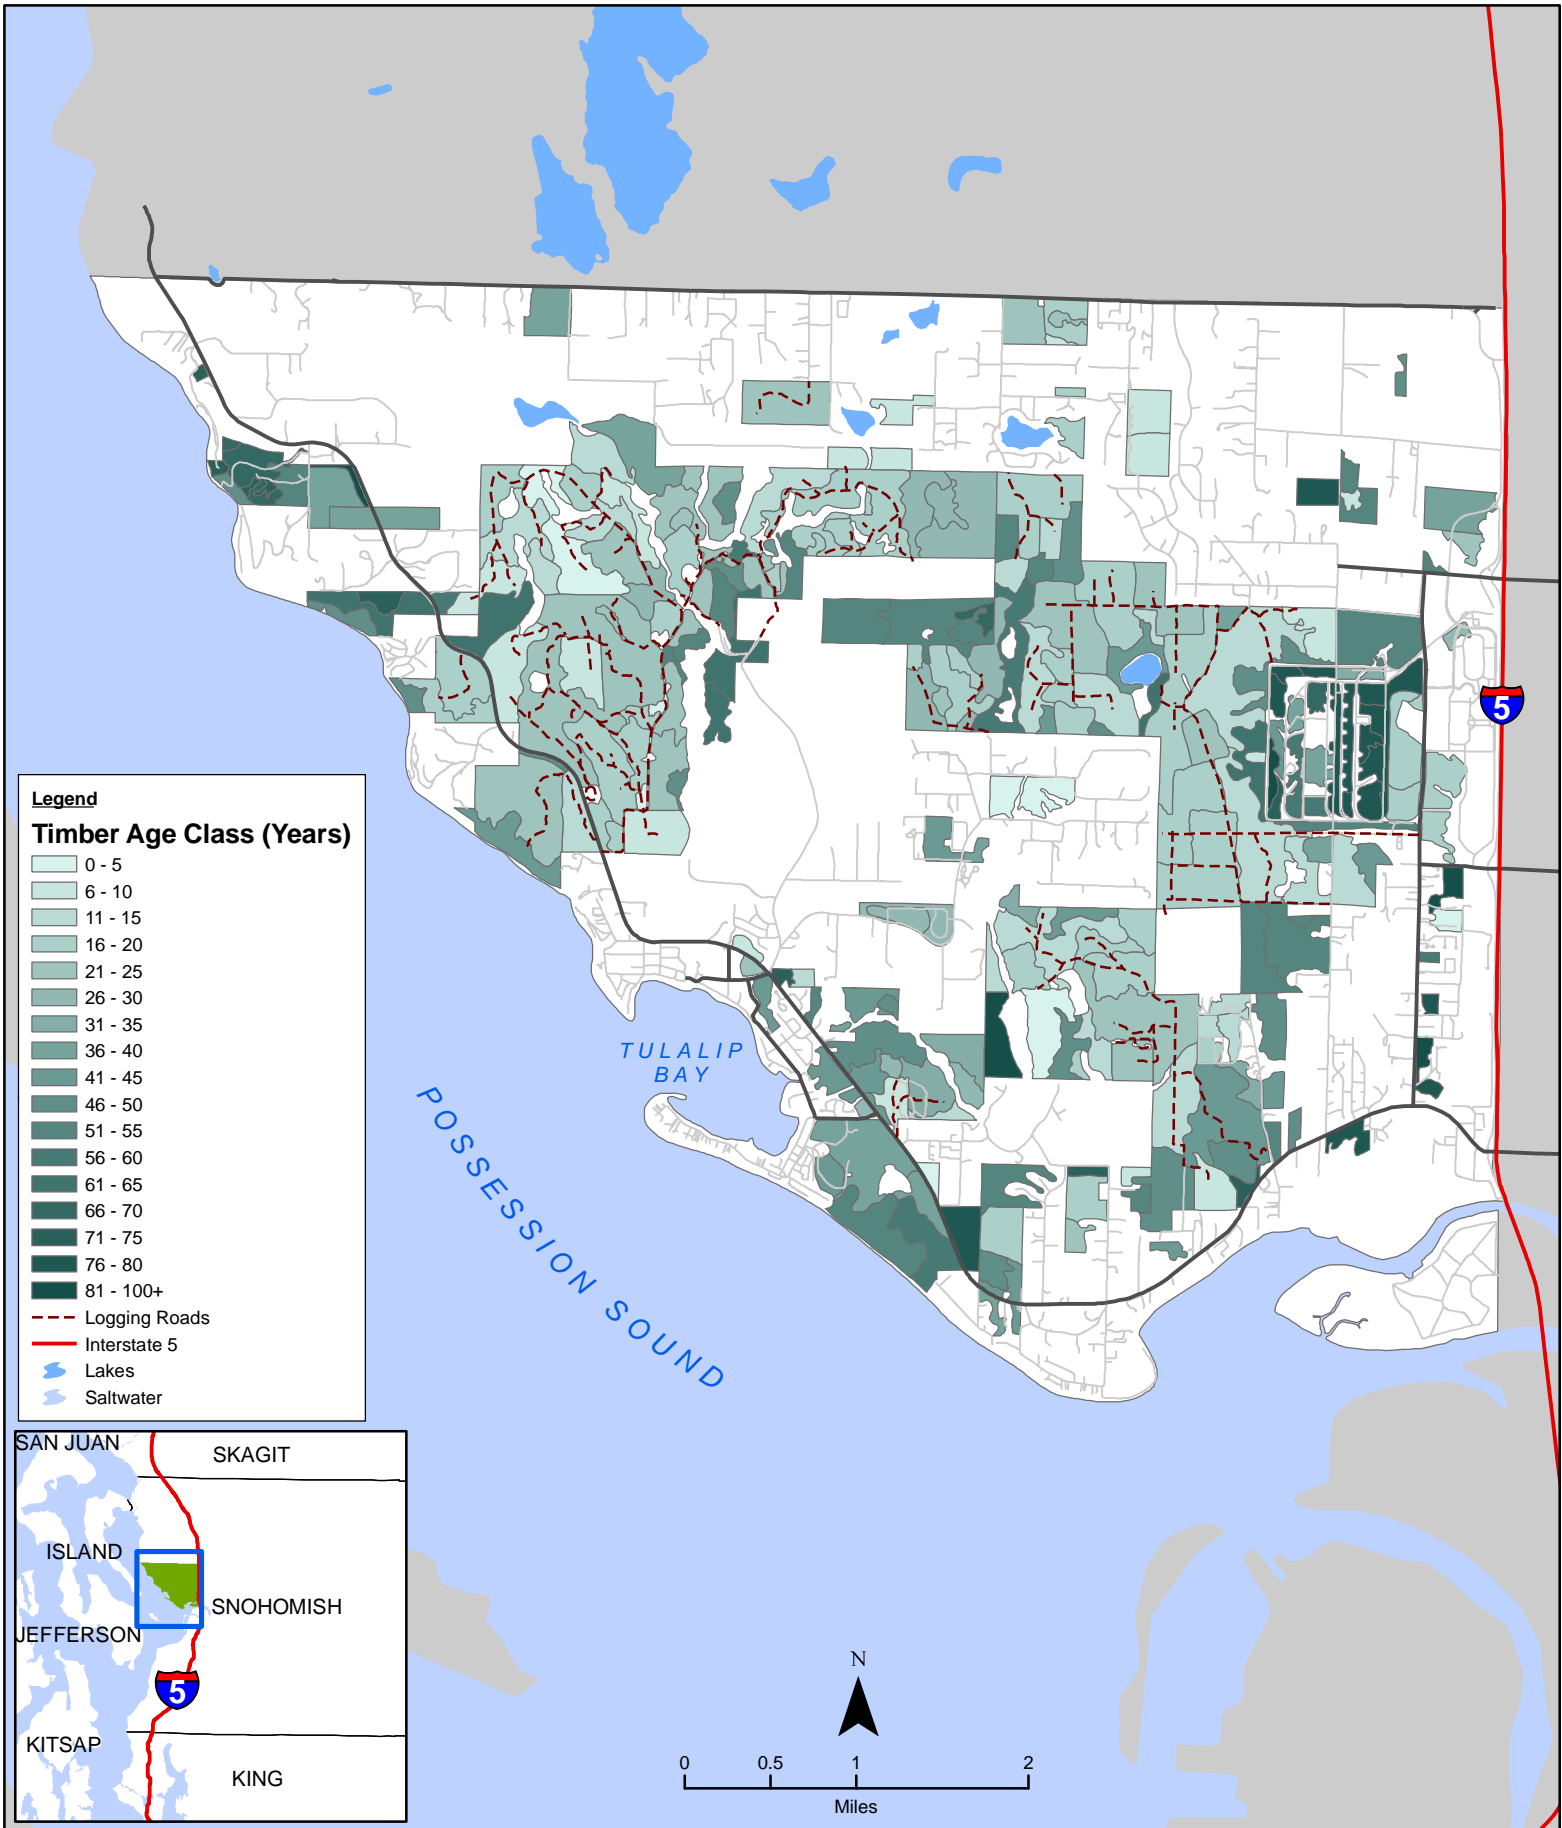 5
Legend
Timber Age Class (Years)
0 - 5
6 - 10
11 - 15
16 - 20
21 - 25
26 - 30
31 - 35
36 - 40
41 - 45
46 - 50
51 - 55
56 - 60
61 - 65
66 - 70
71 - 75
76 - 80
81 - 100+
Logging Roads
Interstate 5
Lakes
Saltwater
TULALIP
BAY
POSSESSION SOUND
SAN JUAN
SKAGIT
ISLAND
SNOHOMISH
JEFFERSON
5
KITSAP
KING
N
0 0.5 1 2
Miles